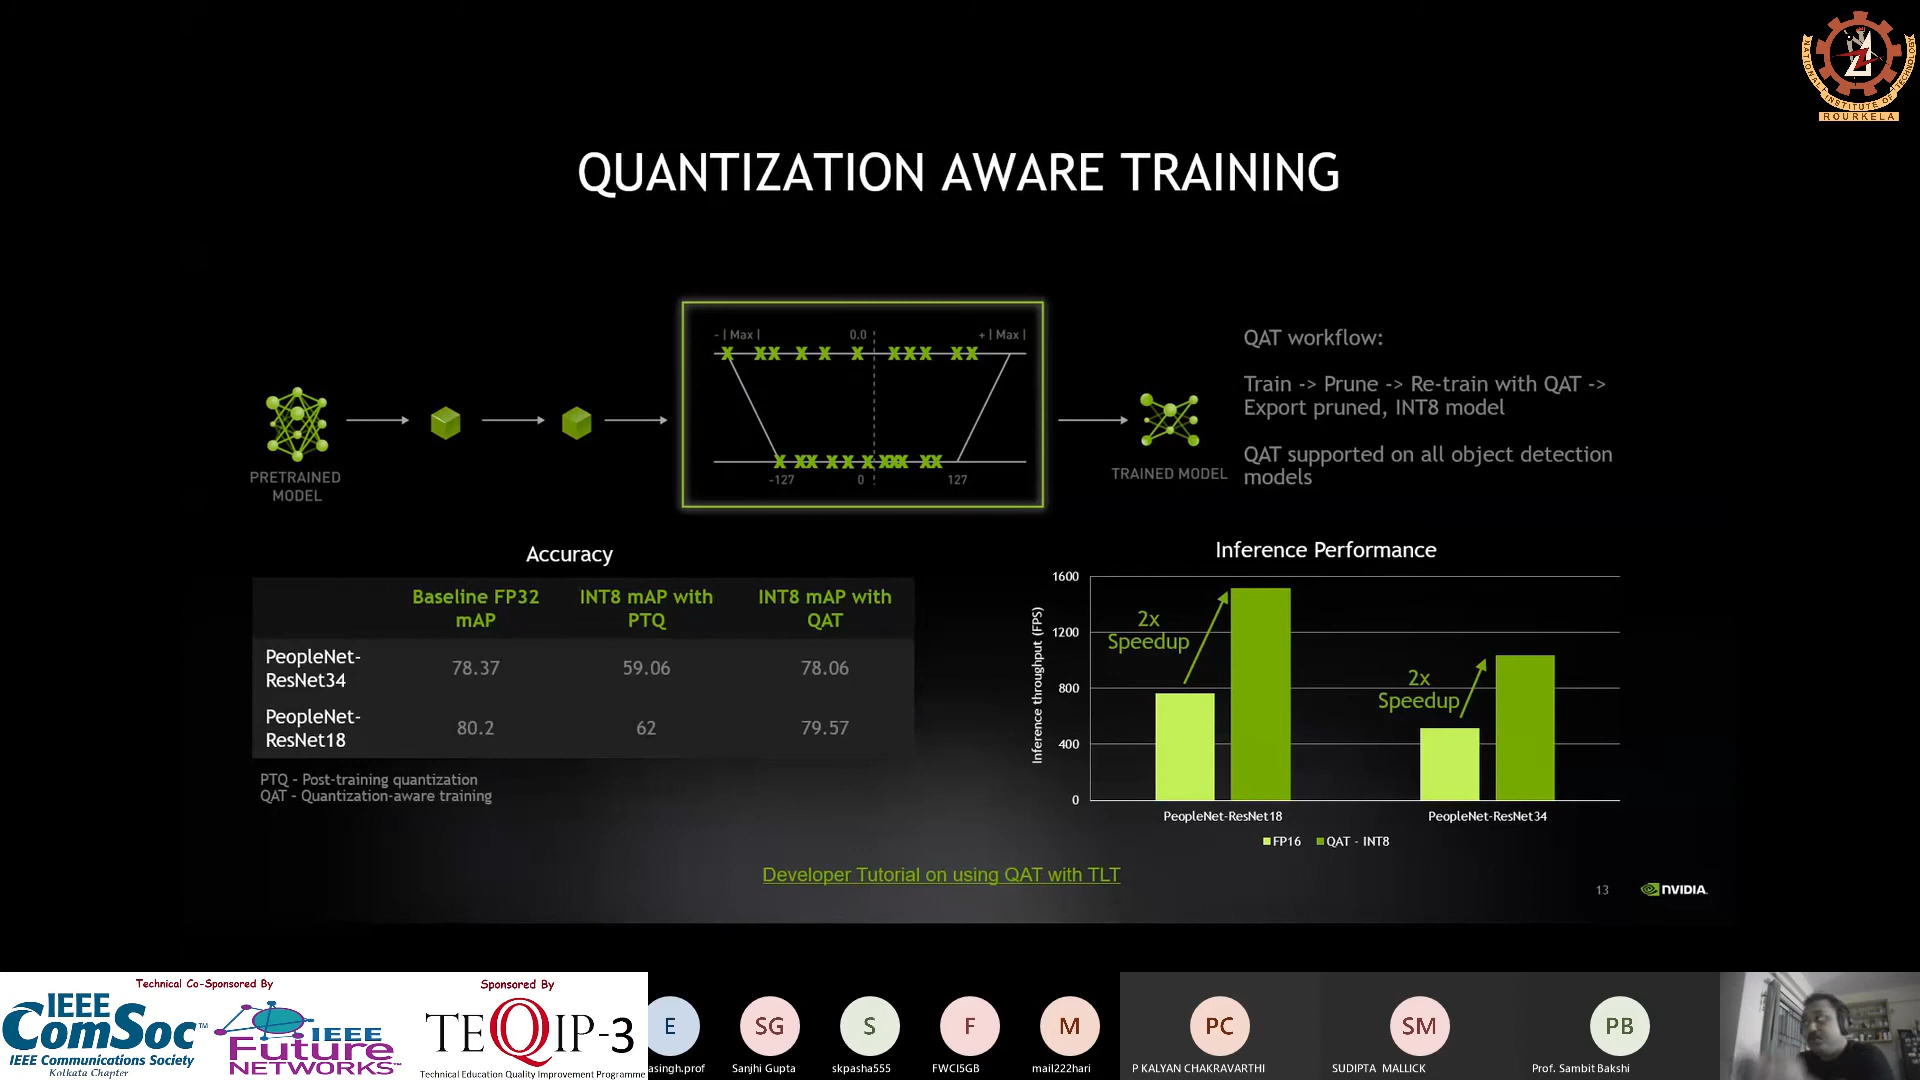 NATIONAL INSTITUTE OF TECHNOLOGY
ROURKELA
QUANTIZATION AWARE TRAINING
- | Max |
0.0
+ | Max |
-127
0
127
PRETRAINED
MODEL
TRAINED MODEL
QAT workflow:
Train -> Prune -> Re-train with QAT ->
Export pruned, INT8 model
QAT supported on all object detection
models
Accuracy
Baseline FP32 mAP
INT8 mAP with PTQ
INT8 mAP with QAT
PeopleNet-
ResNet34
78.37
59.06
78.06
PeopleNet-
ResNet18
80.2
62
79.57
PTQ - Post-training quantization
QAT - Quantization-aware training
Inference Performance
Inference throughput (FPS)
1600
1200
800
400
0
2x
Speedup
2x
Speedup
PeopleNet-ResNet18
PeopleNet-ResNet34
FP16
QAT - INT8
Developer Tutorial on using QAT with TLT
13
NVIDIA.
Technical Co-Sponsored By
IEEE
ComSoc™
IEEE Communications Society
Kolkata Chapter
IEEE
Future
NETWORKS™
Sponsored By
TEQIP-3
Technical Education Quality Improvement Programme
E
asingh.prof
SG
Sanjhi Gupta
S
skpasha555
F
FWCI5GB
M
mail222hari
PC
P KALYAN CHAKRAVARTHI
SM
SUDIPTA MALLICK
PB
Prof. Sambit Bakshi